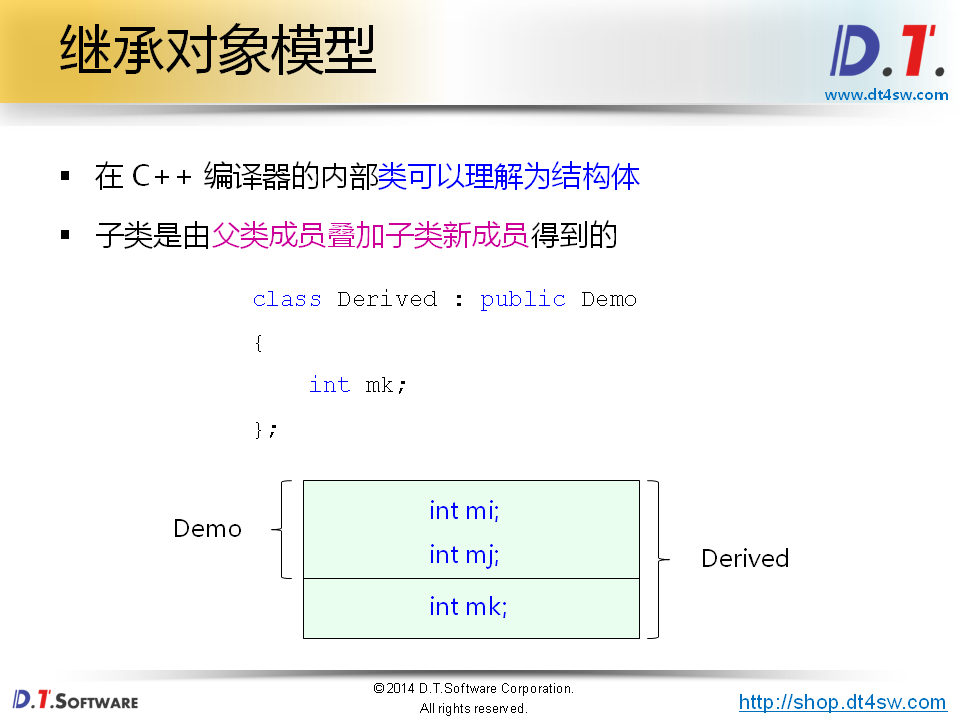 继承对象模型
D.T.
www.dt4sw.com
▪ 在 C++ 编译器的内部类可以理解为结构体
▪ 子类是由父类成员叠加子类新成员得到的
class Derived : public Demo
{
int mk;
};
int mi;
Demo
int mj;
Derived
int mk;
D.T.SOFTWARE
©2014 D.T.Software Corporation.
All rights reserved.
http://shop.dt4sw.com